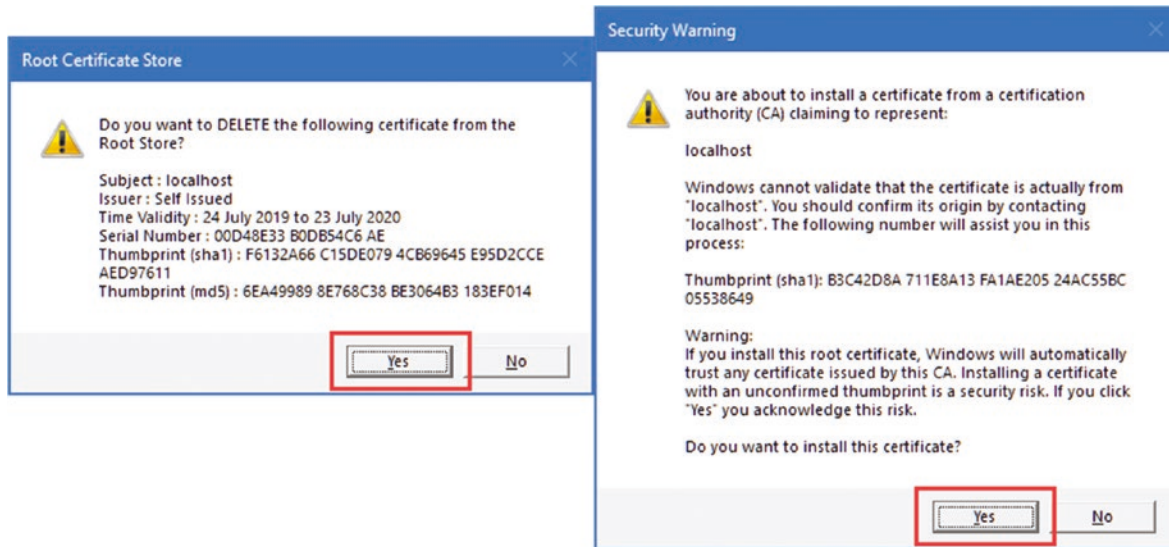 Root Certificate Store
Do you want to DELETE the following certificate from the
Root Store?
Subject : localhost
Issuer : Self Issued
Time Validity : 24 July 2019 to 23 July 2020
Serial Number : 00D48E33 B0DB54C6 AE
Thumbprint (sha1) : F6132A66 C15DE079 4CB69645 E95D2CCE
AED97611
Thumbprint (md5) : 6EA49989 8E768C38 BE3064B3 183EF014
Yes
No
Security Warning
You are about to install a certificate from a certification
authority (CA) claiming to represent:
localhost
Windows cannot validate that the certificate is actually from
"localhost". You should confirm its origin by contacting
"localhost". The following number will assist you in this
process:
Thumbprint (sha1): B3C42D8A 711E8A13 FA1AE205 24AC55BC
05538649
Warning:
If you install this root certificate, Windows will automatically
trust any certificate issued by this CA. Installing a certificate
with an unconfirmed thumbprint is a security risk. If you click
"Yes" you acknowledge this risk.
Do you want to install this certificate?
Yes
No